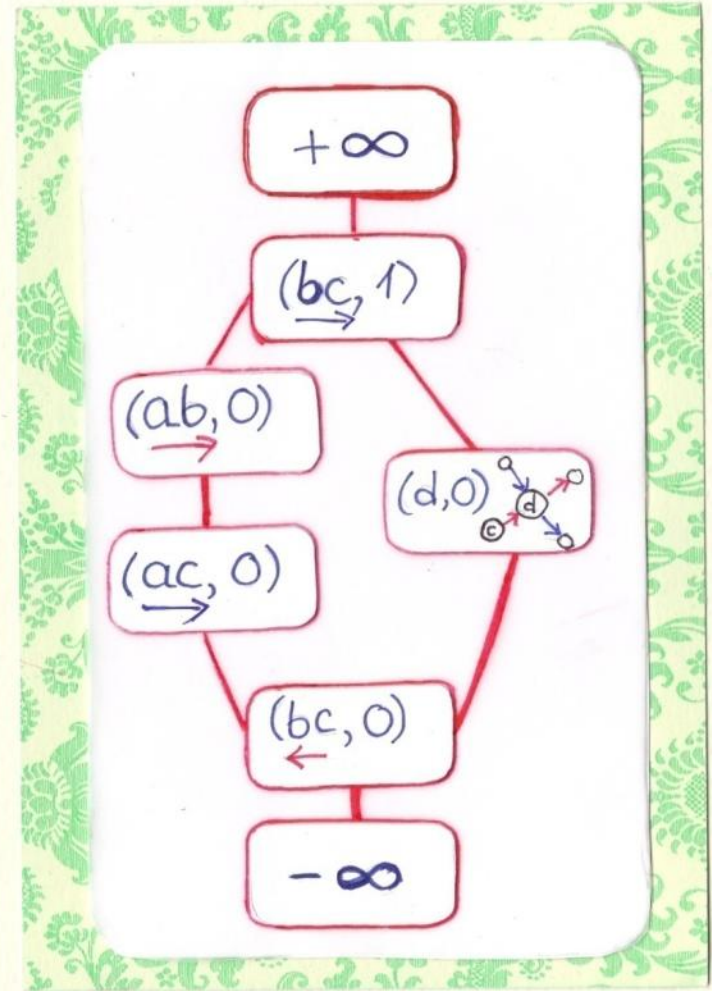 + ∞
(bc, 1)
(ab, 0)
(d,0) d
c
(ac, 0)
(bc, 0)
- ∞